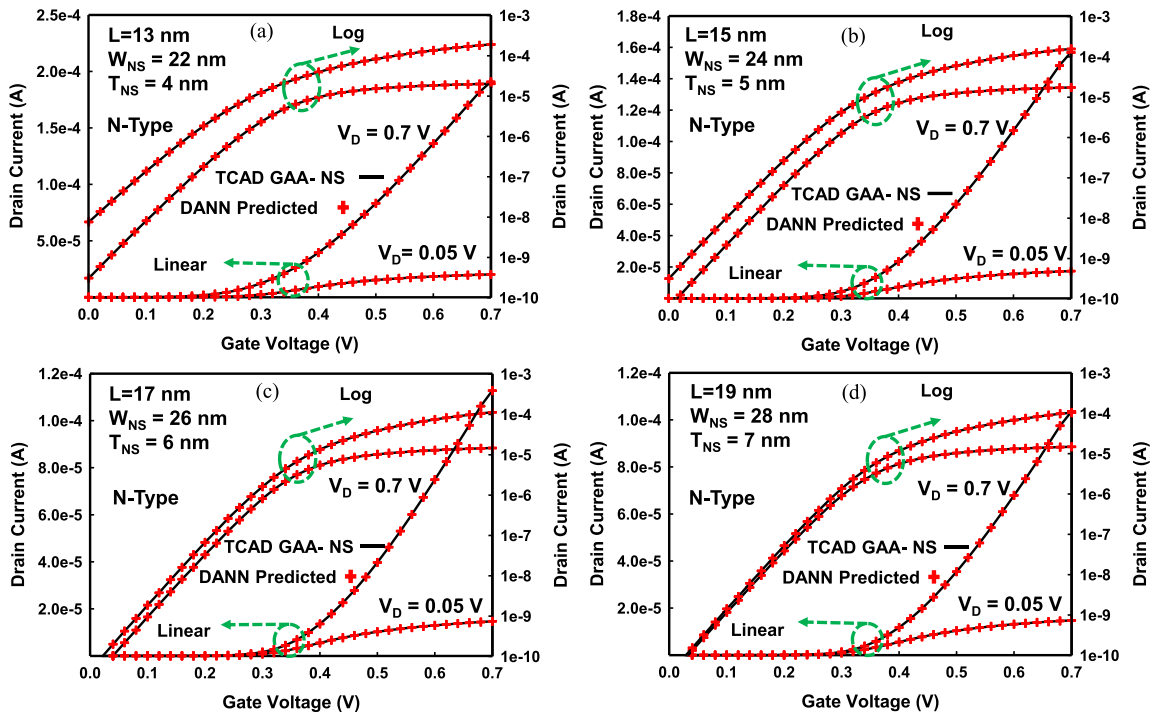 (a)
Log
L=13 nm
W_NS = 22 nm
T_NS = 4 nm
N-Type
V_D = 0.7 V
TCAD GAA- NS
DANN Predicted
V_D= 0.05 V
Linear
Drain Current (A)
2.5e-4
2.0e-4
1.5e-4
1.0e-4
5.0e-5
0.0 0.1 0.2 0.3 0.4 0.5 0.6 0.7
Gate Voltage (V)
1e-3
1e-4
1e-5
1e-6
1e-7
1e-8
1e-9
1e-10
Drain Current (A)
(b)
Log
L=15 nm
W_NS = 24 nm
T_NS = 5 nm
N-Type
V_D = 0.7 V
TCAD GAA- NS
DANN Predicted
V_D = 0.05 V
Linear
Drain Current (A)
1.8e-4
1.6e-4
1.4e-4
1.2e-4
1.0e-4
8.0e-5
6.0e-5
4.0e-5
2.0e-5
0.0 0.1 0.2 0.3 0.4 0.5 0.6 0.7
Gate Voltage (V)
1e-3
1e-4
1e-5
1e-6
1e-7
1e-8
1e-9
1e-10
Drain Current (A)
(c)
Log
L=17 nm
W_NS = 26 nm
T_NS = 6 nm
N-Type
V_D = 0.7 V
TCAD GAA- NS
DANN Predicted
V_D = 0.05 V
Linear
Drain Current (A)
1.2e-4
1.0e-4
8.0e-5
6.0e-5
4.0e-5
2.0e-5
0.0 0.1 0.2 0.3 0.4 0.5 0.6 0.7
Gate Voltage (V)
1e-3
1e-4
1e-5
1e-6
1e-7
1e-8
1e-9
1e-10
Drain Current (A)
(d)
Log
L=19 nm
W_NS = 28 nm
T_NS = 7 nm
N-Type
V_D = 0.7 V
TCAD GAA- NS
DANN Predicted
V_D = 0.05 V
Linear
Drain Current (A)
1.2e-4
1.0e-4
8.0e-5
6.0e-5
4.0e-5
2.0e-5
0.0 0.1 0.2 0.3 0.4 0.5 0.6 0.7
Gate Voltage (V)
1e-3
1e-4
1e-5
1e-6
1e-7
1e-8
1e-9
1e-10
Drain Current (A)